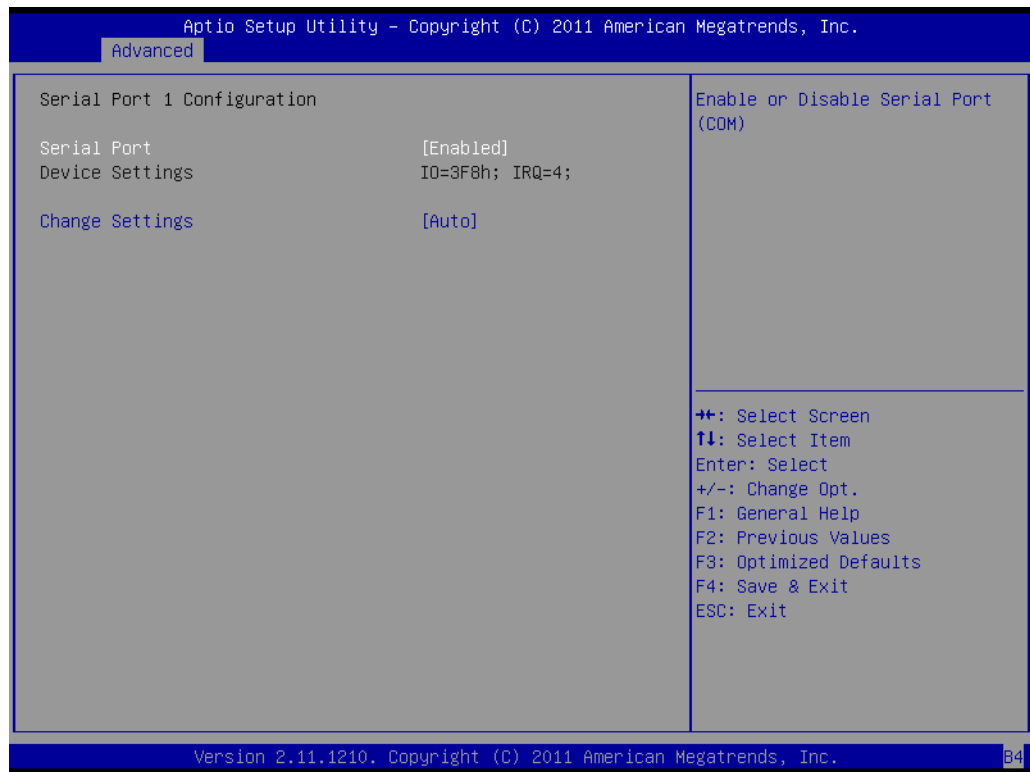 Aptio Setup Utility – Copyright (C) 2011 American Megatrends, Inc.
Advanced
Serial Port 1 Configuration
Serial Port [Enabled]
Device Settings IO=3F8h; IRQ=4;
Change Settings [Auto]
Enable or Disable Serial Port
(COM)
→←: Select Screen
↑↓: Select Item
Enter: Select
+/-: Change Opt.
F1: General Help
F2: Previous Values
F3: Optimized Defaults
F4: Save & Exit
ESC: Exit
Version 2.11.1210. Copyright (C) 2011 American Megatrends, Inc.
B4